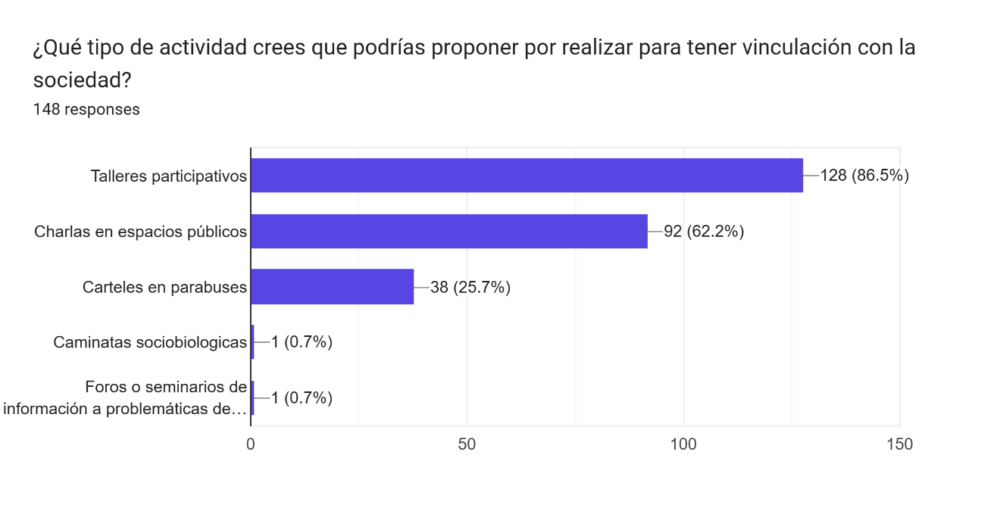 ¿Qué tipo de actividad crees que podrías proponer por realizar para tener vinculación con la
sociedad?
148 responses
Talleres participativos
128 (86.5%)
Charlas en espacios públicos
92 (62.2%)
Carteles en parabuses
38 (25.7%)
Caminatas sociobiologicas
1 (0.7%)
Foros o seminarios de
información a problemáticas de…
1 (0.7%)
0 50 100 150